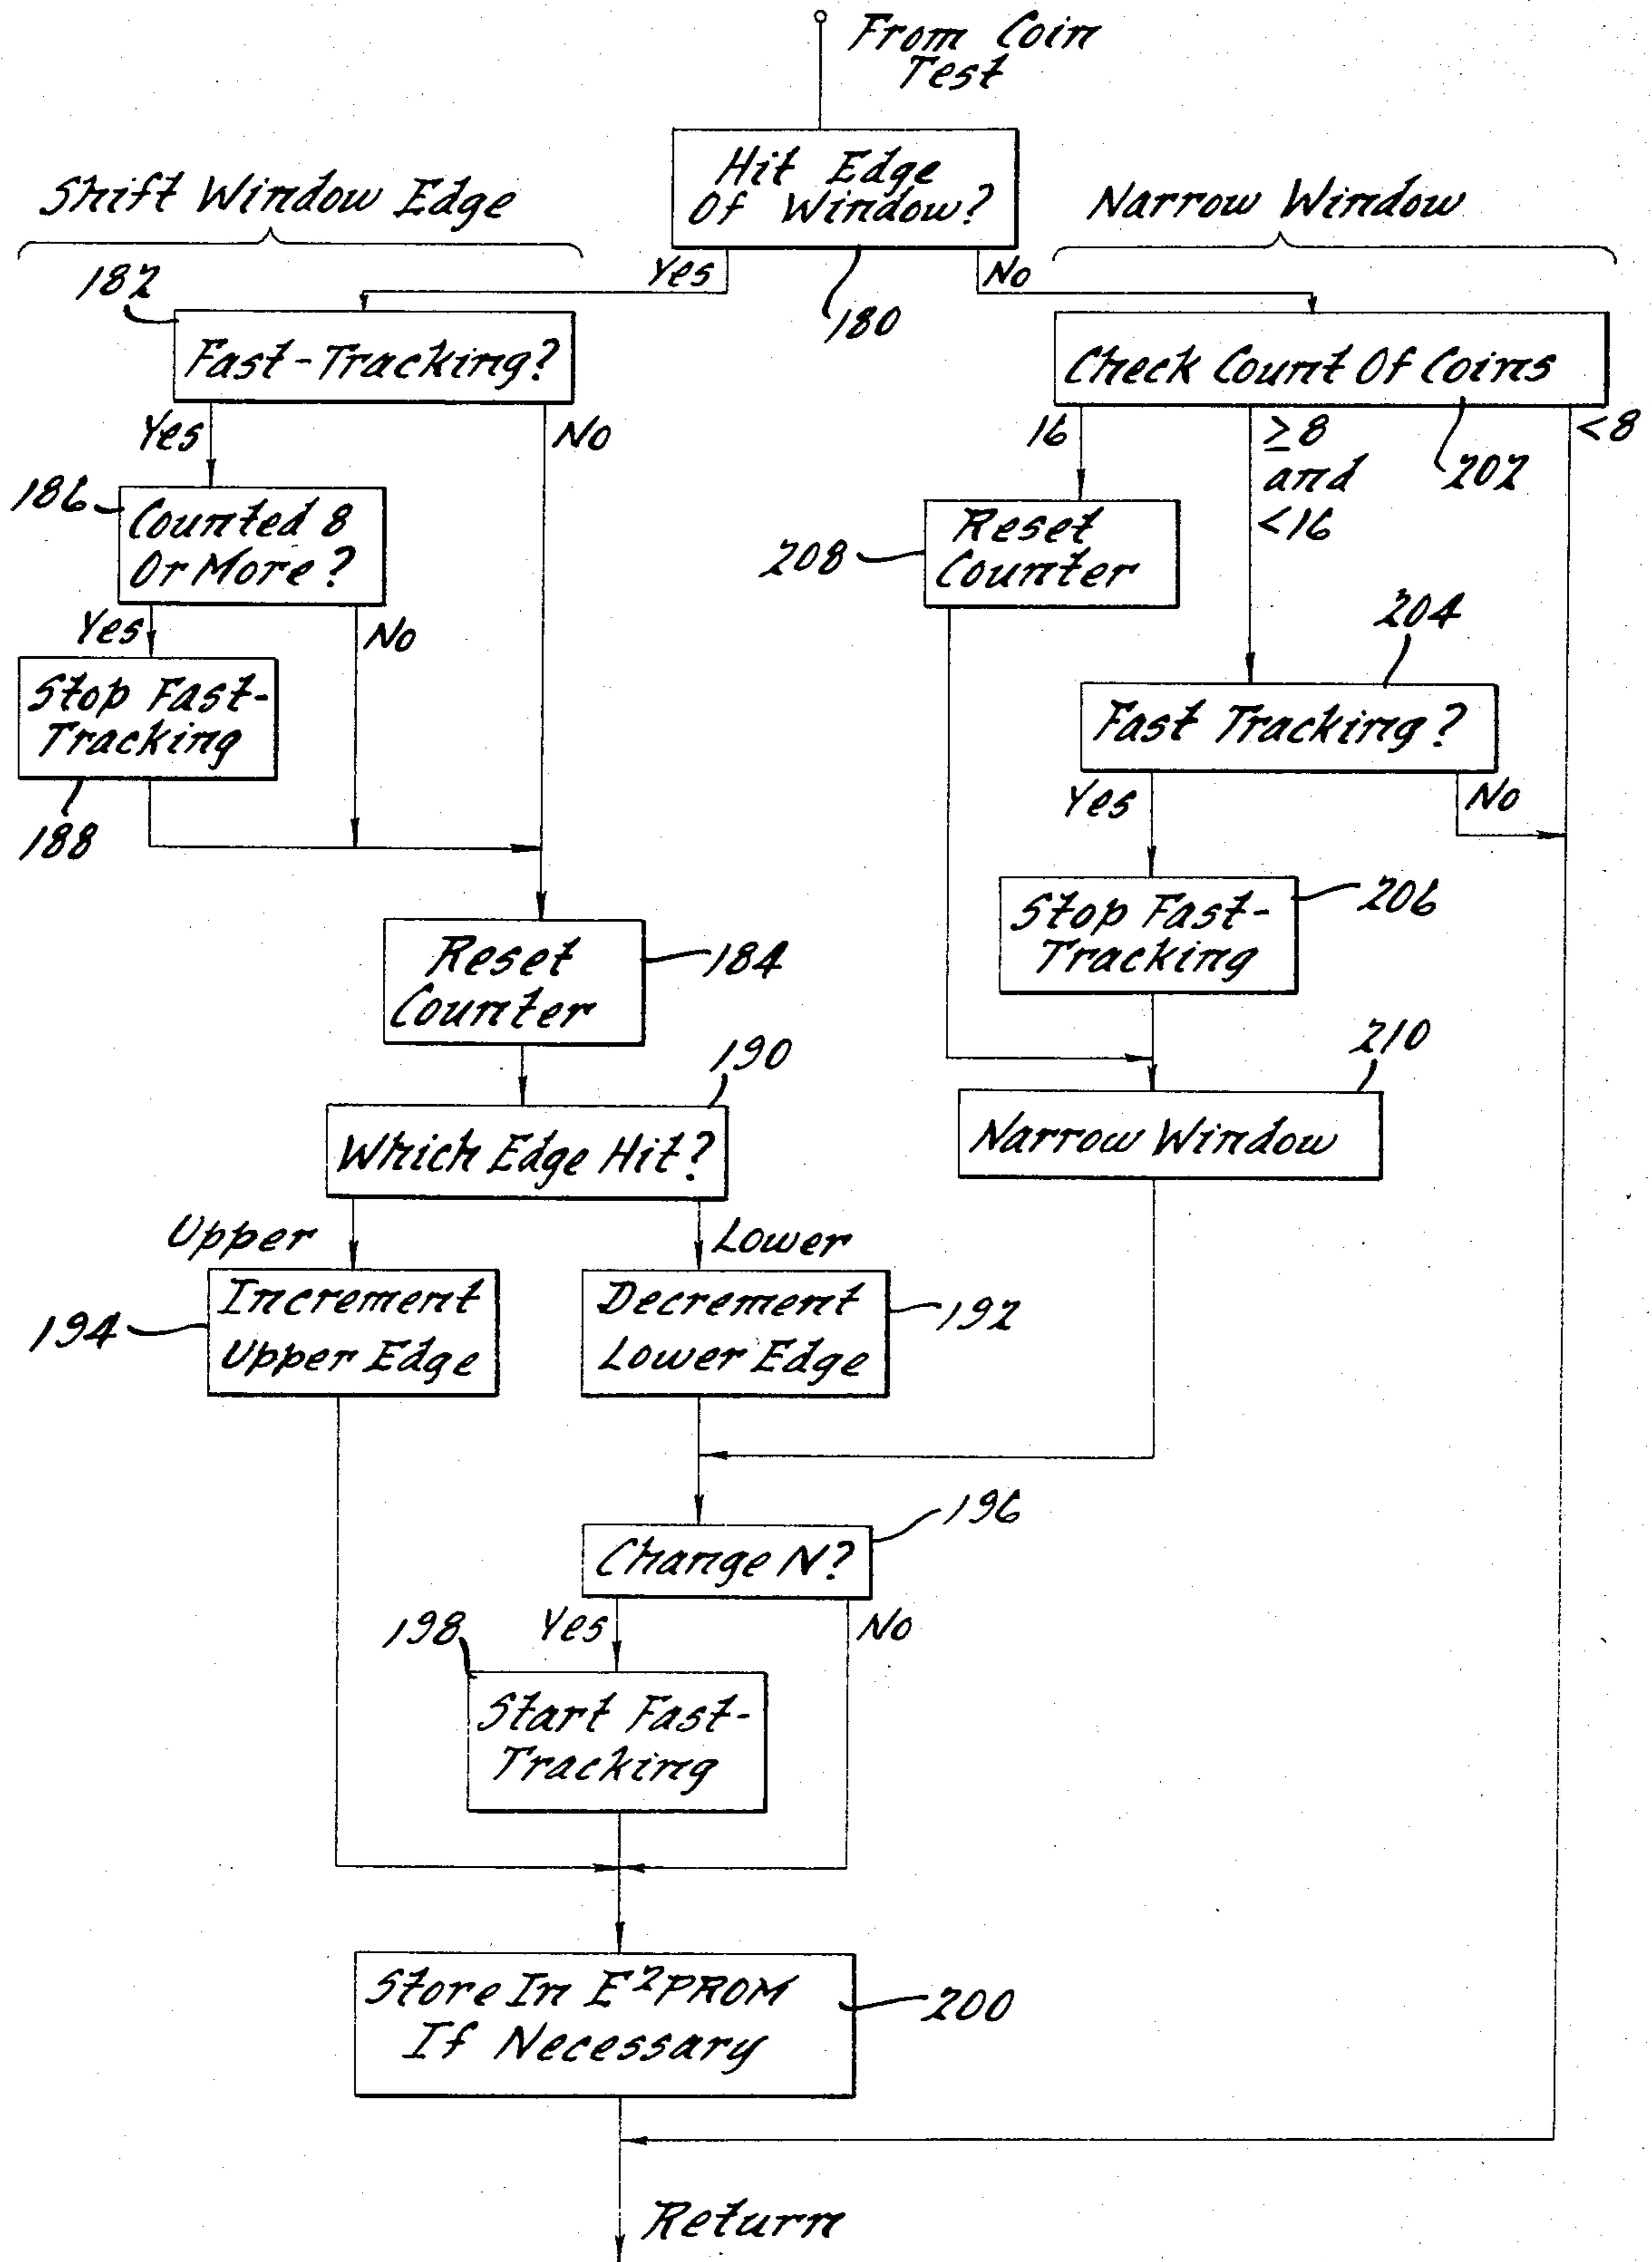 From Coin
Test
Hit Edge
Of Window?
Shift Window Edge
Narrow Window
Yes
No
180
182
Fast-Tracking?
Check Count Of Coins
Yes
No
16
≥8
and
<16
<8
202
186
Counted 8
Or More?
208
Reset
Counter
204
Yes
No
Stop Fast-
Tracking
188
Fast Tracking?
Yes
No
206
Stop Fast-
Tracking
Reset
Counter
184
190
210
Which Edge Hit?
Narrow Window
Upper
Lower
194
Increment
Upper Edge
Decrement
Lower Edge
192
196
Change N?
198
Yes
No
Start Fast-
Tracking
Store In E²PROM
If Necessary
200
Return